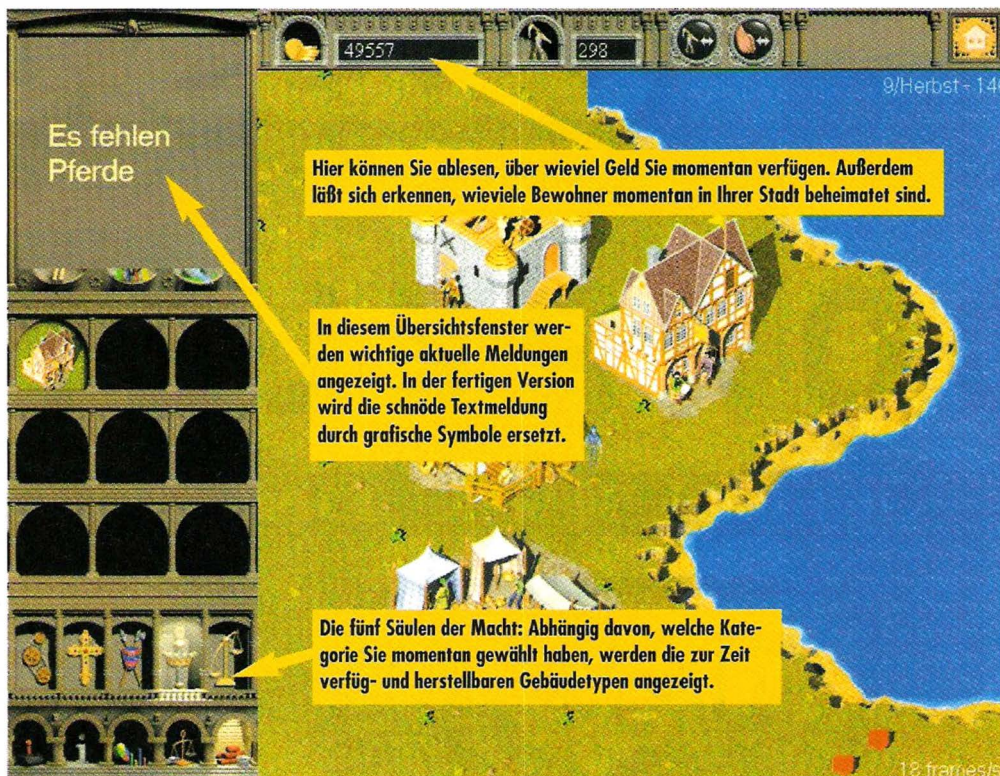 49557
298
9/Herbst - 140
Es fehlen
Pferde
Hier können Sie ablesen, über wieviel Geld Sie momentan verfügen. Außerdem
läßt sich erkennen, wieviele Bewohner momentan in Ihrer Stadt beheimatet sind.
In diesem Übersichtsfenster wer-
den wichtige aktuelle Meldungen
angezeigt. In der fertigen Version
wird die schnöde Textmeldung
durch grafische Symbole ersetzt.
Die fünf Säulen der Macht: Abhängig davon, welche Kate-
gorie Sie momentan gewählt haben, werden die zur Zeit
verfüg- und herstellbaren Gebäudetypen angezeigt.
18 frames/s